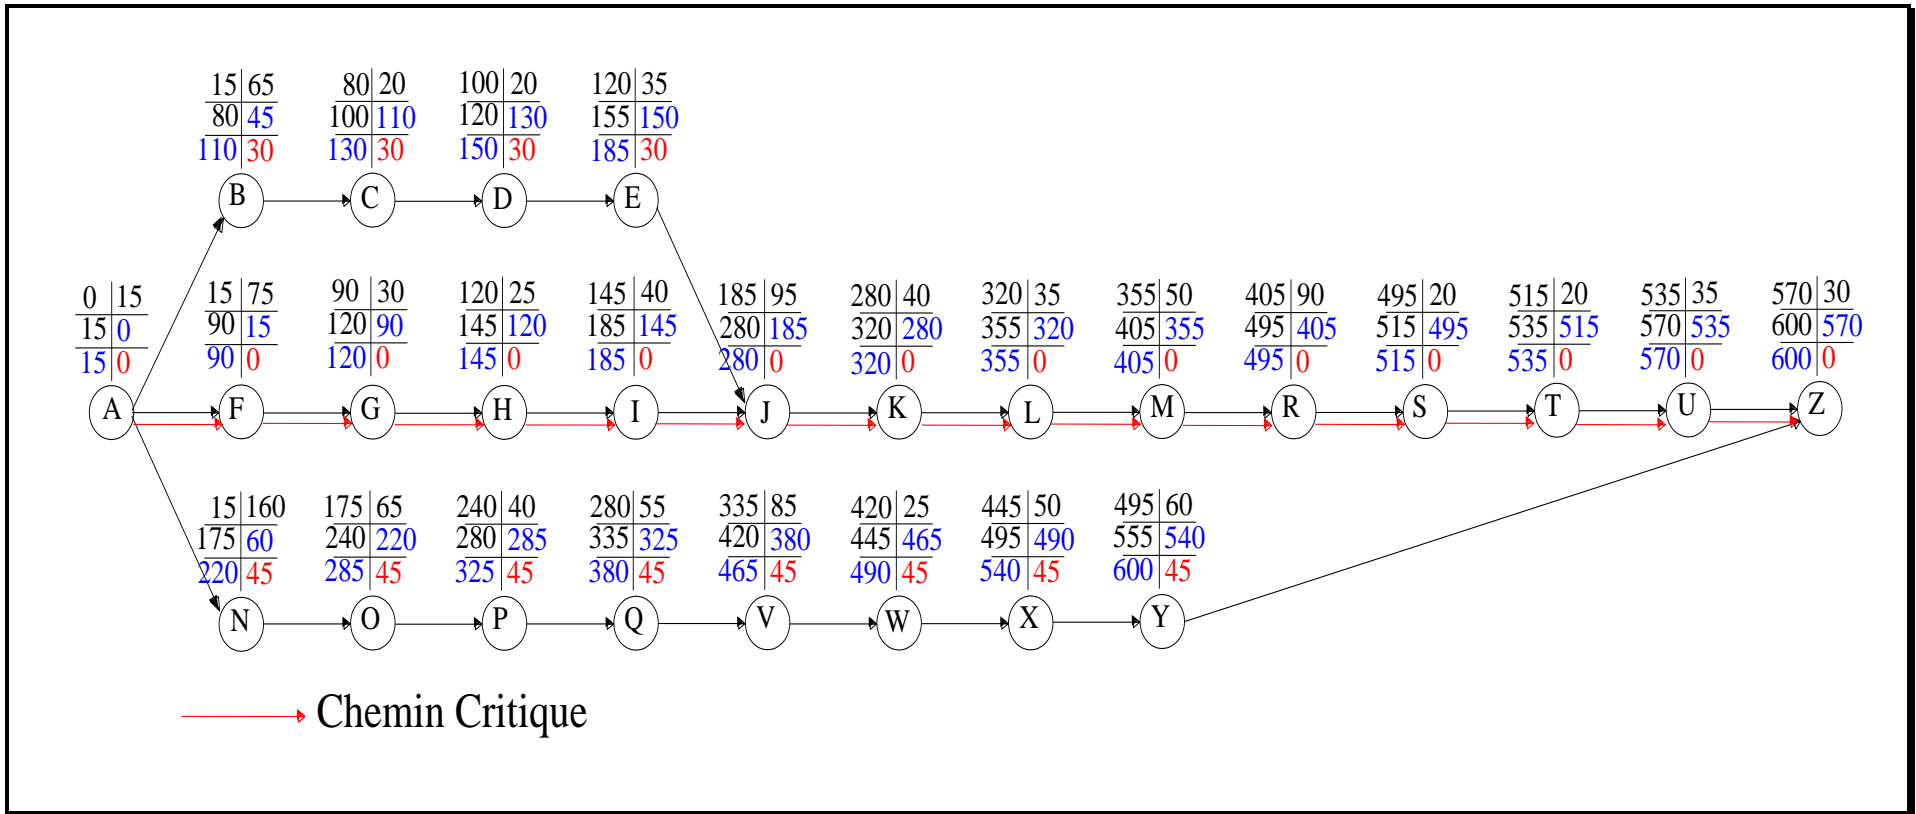 15 65 80 20 100 20 120 35
80 45 100 110 120 130 155 150
110 30 130 30 150 30 185 30
B C D E
0 15 15 75 90 30 120 25 145 40 185 95 280 40 320 35 355 50 405 90 495 20 515 20 535 35 570 30
15 0 90 15 120 90 145 120 185 145 280 185 320 280 355 320 405 355 495 405 515 495 535 515 570 535 600 570
15 0 90 0 120 0 145 0 185 0 280 0 320 0 355 0 405 0 495 0 515 0 535 0 570 0 600 0
A F G H I J K L M R S T U Z
15 160 175 65 240 40 280 55 335 85 420 25 445 50 495 60
175 60 240 220 280 285 335 325 420 380 445 465 495 490 555 540
220 45 285 45 325 45 380 45 465 45 490 45 540 45 600 45
N O P Q V W X Y
Chemin Critique